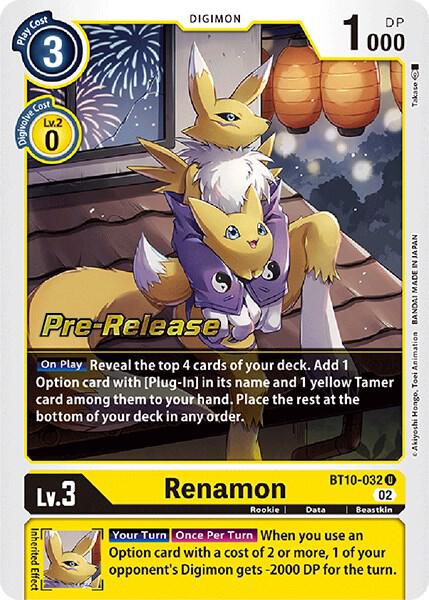 DIGIMON
Play Cost
3
DP
1000
Digivolve Cost
Lv.2
0
Takase
Pre-Release
On Play Reveal the top 4 cards of your deck. Add 1
Option card with [Plug-In] in its name and 1 yellow Tamer
card among them to your hand. Place the rest at the
bottom of your deck in any order.
© Akiyoshi Hongo, Toei Animation BANDAI MADE IN JAPAN
Lv.3
Renamon
BT10-032 U
02
Rookie | Data | Beastkin
Inherited Effect
Your Turn Once Per Turn When you use an
Option card with a cost of 2 or more, 1 of your
opponent's Digimon gets -2000 DP for the turn.